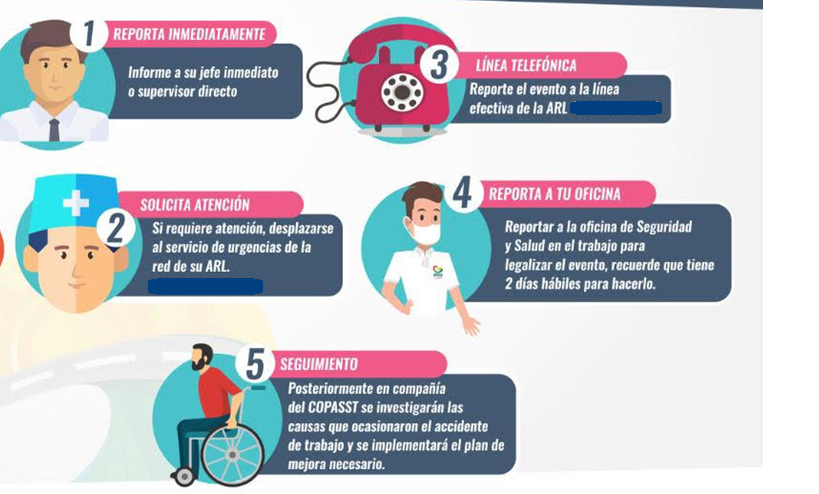 1
REPORTA INMEDIATAMENTE
Informe a su jefe inmediato
o supervisor directo
2
SOLICITA ATENCIÓN
Si requiere atención, desplazarse
al servicio de urgencias de la
red de su ARL.
3
LÍNEA TELEFÓNICA
Reporte el evento a la línea
efectiva de la ARL
4
REPORTA A TU OFICINA
Reportar a la oficina de Seguridad
y Salud en el trabajo para
legalizar el evento, recuerde que tiene
2 días hábiles para hacerlo.
5
SEGUIMIENTO
Posteriormente en compañía
del COPASST se investigarán las
causas que ocasionaron el accidente
de trabajo y se implementará el plan de
mejora necesario.